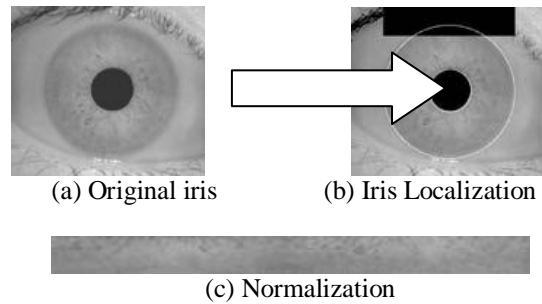 (a) Original iris
(b) Iris Localization
(c) Normalization